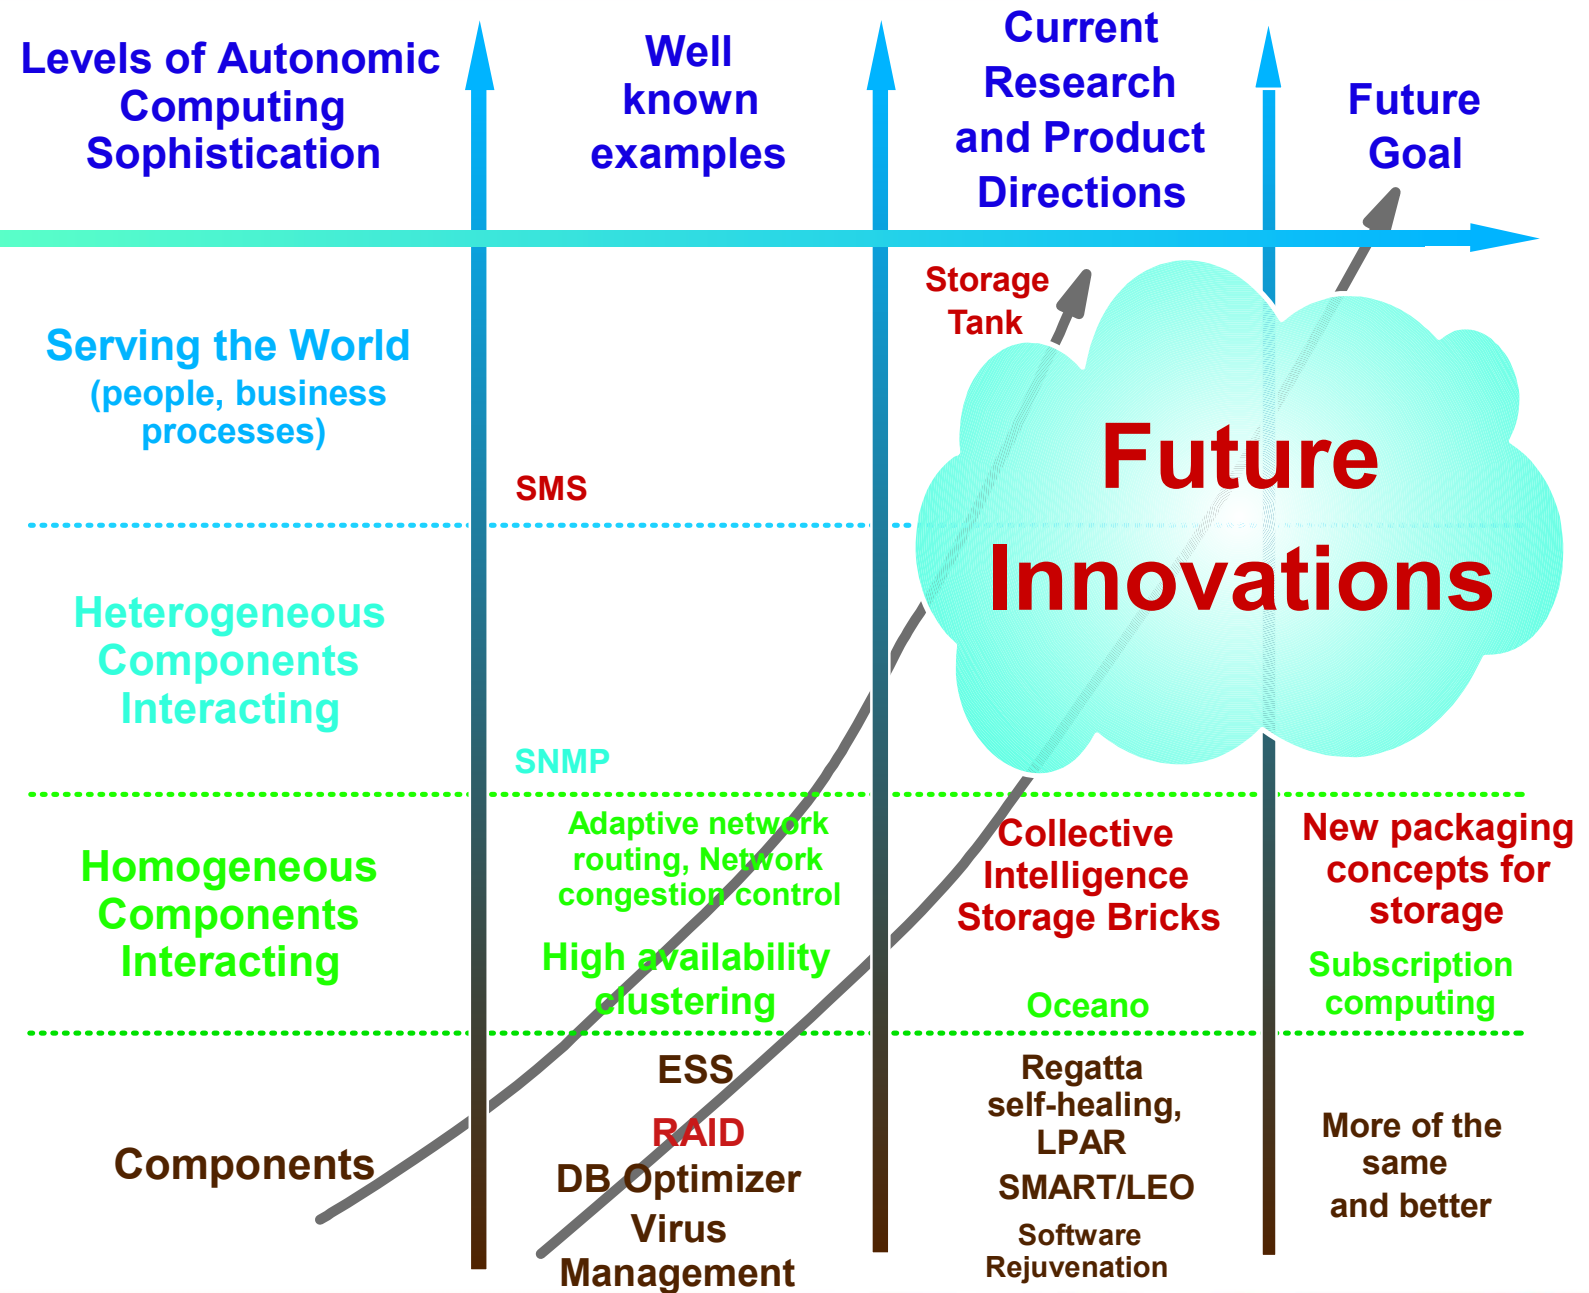 Levels of Autonomic
Computing
Sophistication
Well
known
examples
Current
Research
and Product
Directions
Future
Goal
Serving the World
(people, business
processes)
SMS
Storage
Tank
Future
Innovations
Heterogeneous
Components
Interacting
SNMP
Homogeneous
Components
Interacting
Adaptive network
routing, Network
congestion control
High availability
clustering
Collective
Intelligence
Storage Bricks
Oceano
New packaging
concepts for
storage
Subscription
computing
Components
ESS
RAID
DB Optimizer
Virus
Management
Regatta
self-healing,
LPAR
SMART/LEO
Software
Rejuvenation
More of the
same
and better